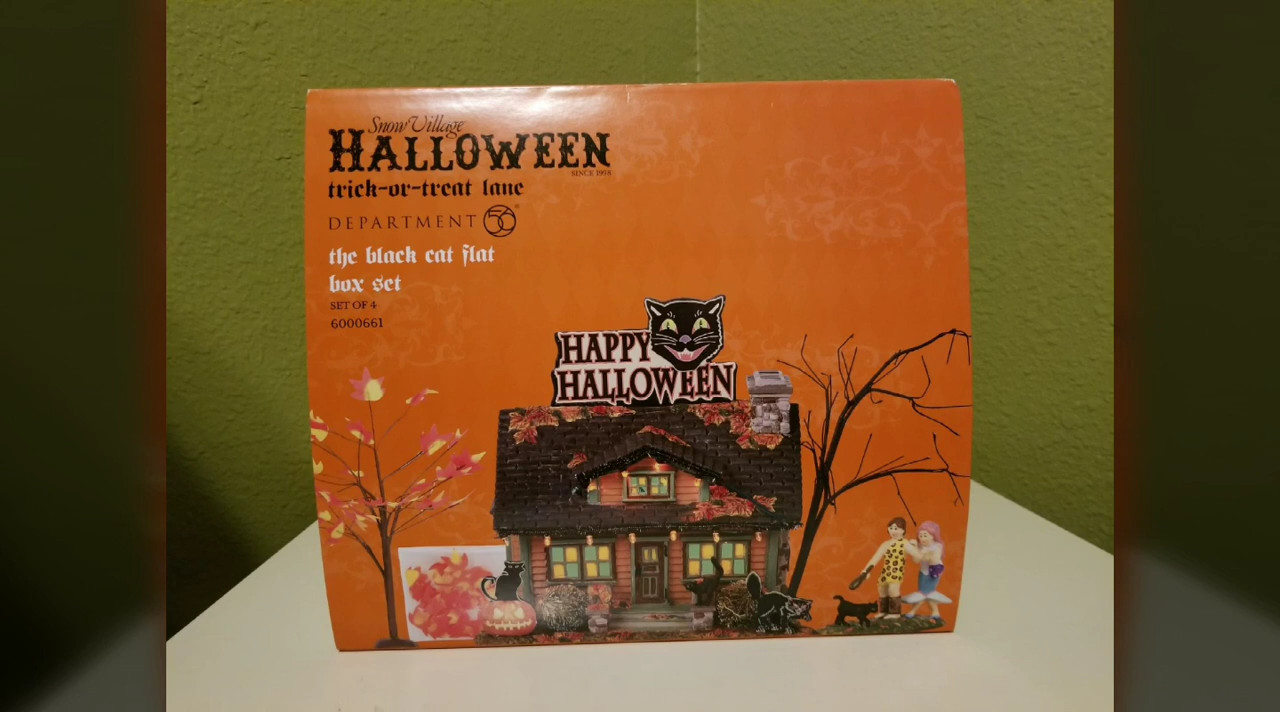 Snow Village
HALLOWEEN
SINCE 1998
trick-or-treat lane
DEPARTMENT 56®
the black cat flat
box set
SET OF 4
6000661
HAPPY
HALLOWEEN